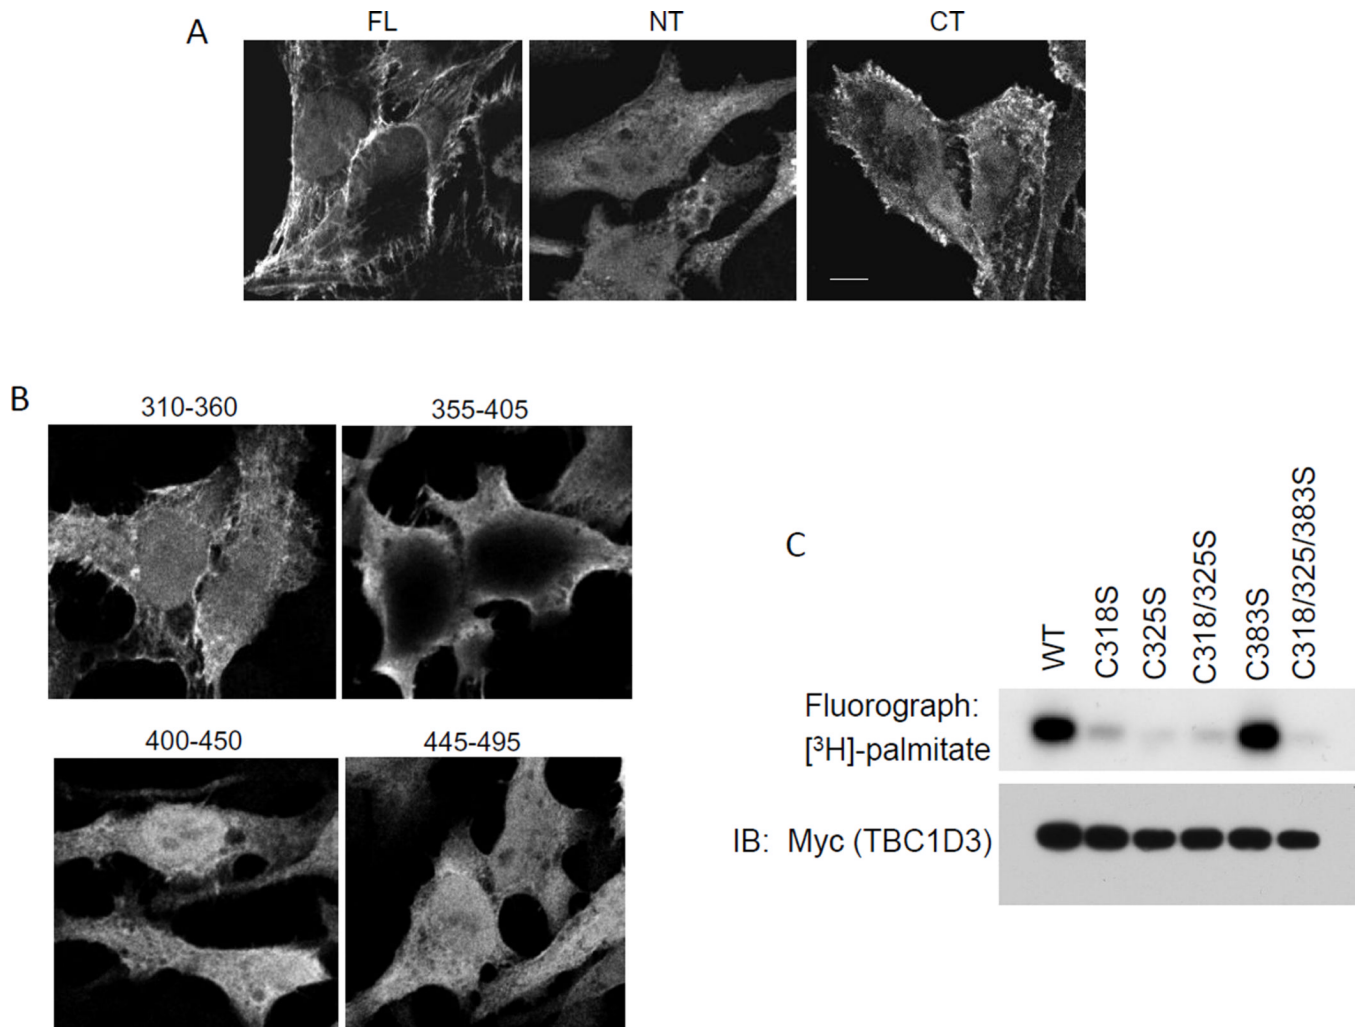 A
FL
NT
CT
B
310-360
355-405
400-450
445-495
C
WT
C318S
C325S
C318/325S
C383S
C318/325/383S
Fluorograph:
[³H]-palmitate
IB: Myc (TBC1D3)